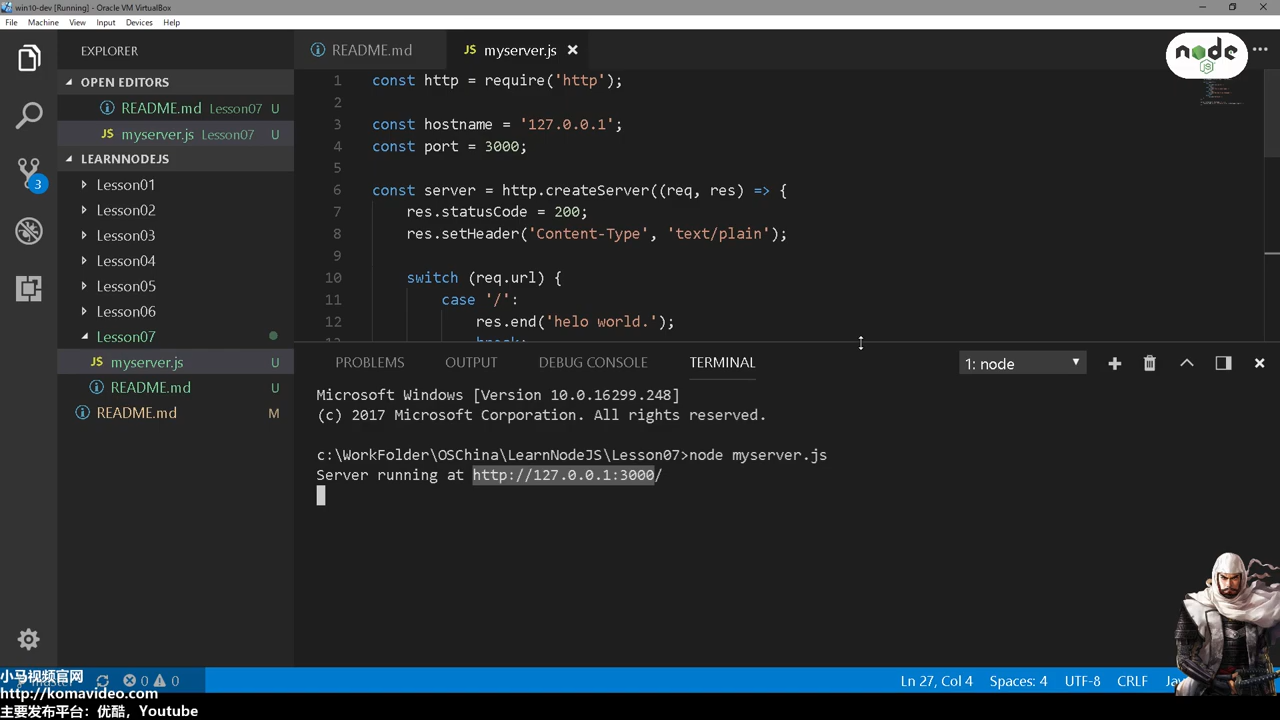 win10-dev [Running] - Oracle VM VirtualBox
File Machine View Input Devices Help
EXPLORER
OPEN EDITORS
README.md Lesson07 U
JS myserver.js Lesson07 U
LEARNNODEJS
Lesson01
Lesson02
Lesson03
Lesson04
Lesson05
Lesson06
Lesson07
JS myserver.js U
README.md U
README.md M
3
README.md
JS myserver.js
node
JS
1 const http = require('http');
2
3 const hostname = '127.0.0.1';
4 const port = 3000;
5
6 const server = http.createServer((req, res) => {
7 res.statusCode = 200;
8 res.setHeader('Content-Type', 'text/plain');
9
10 switch (req.url) {
11 case '/':
12 res.end('helo world.');
PROBLEMS OUTPUT DEBUG CONSOLE TERMINAL 1: node
Microsoft Windows [Version 10.0.16299.248]
(c) 2017 Microsoft Corporation. All rights reserved.
c:\WorkFolder\OSChina\LearnNodeJS\Lesson07>node myserver.js
Server running at http://127.0.0.1:3000/
0 0
Ln 27, Col 4 Spaces: 4 UTF-8 CRLF
小马视频官网
http://komavideo.com
主要发布平台：优酷，Youtube